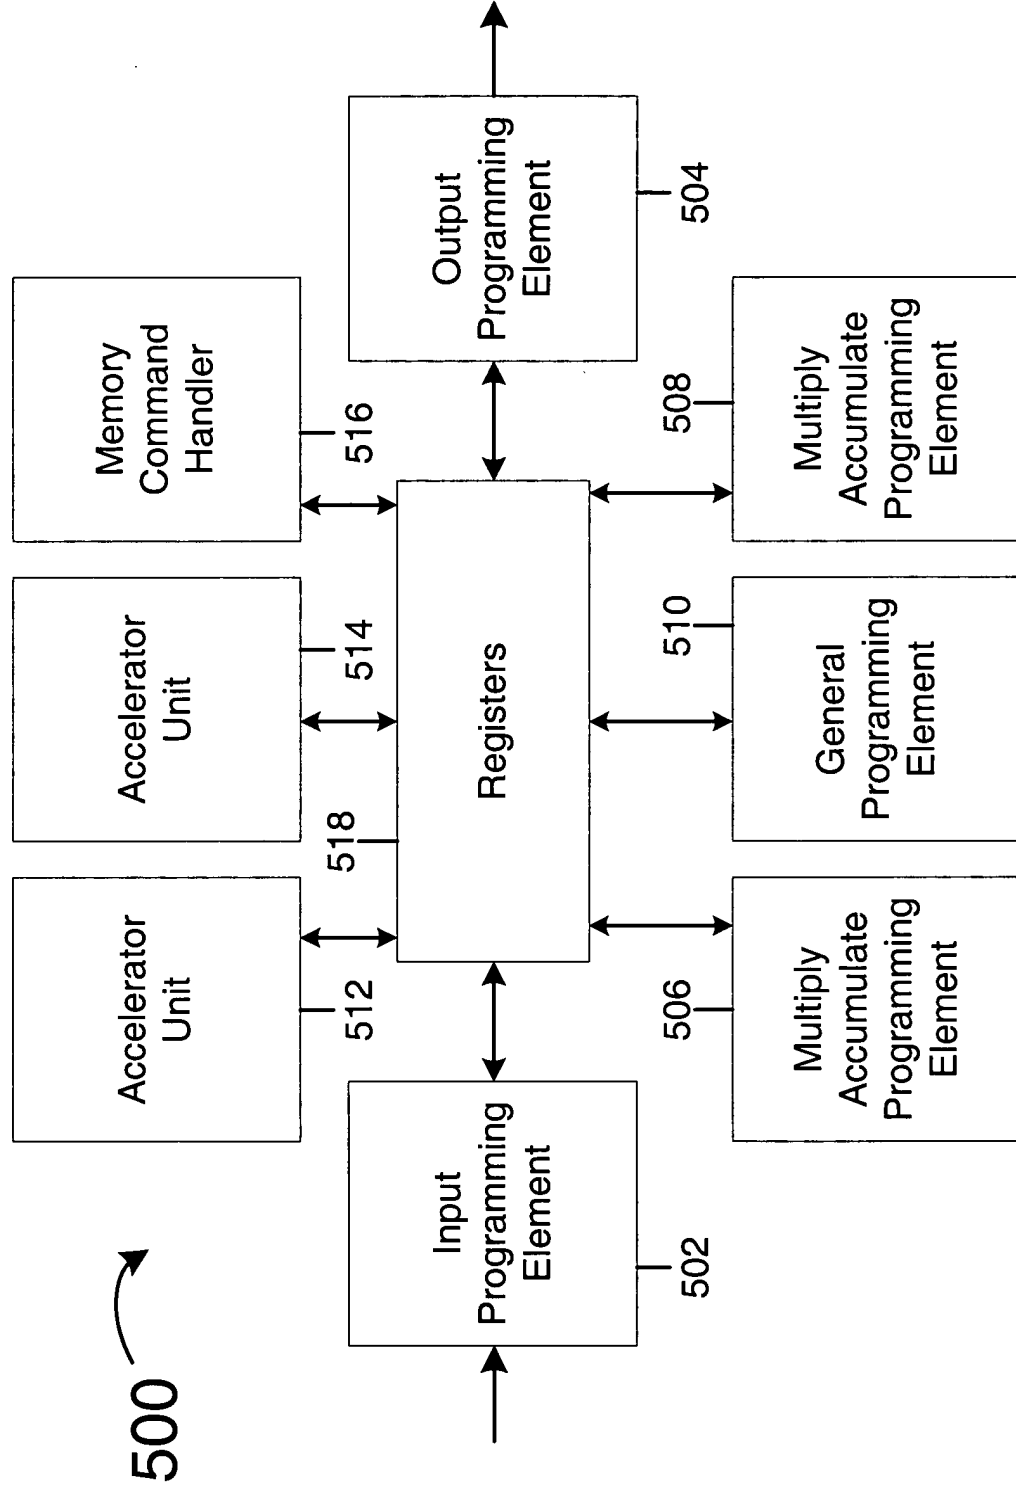 500
Accelerator
Unit
512
Accelerator
Unit
514
Memory
Command
Handler
516
518
Input
Programming
Element
502
Registers
Output
Programming
Element
504
506
Multiply
Accumulate
Programming
Element
510
General
Programming
Element
508
Multiply
Accumulate
Programming
Element